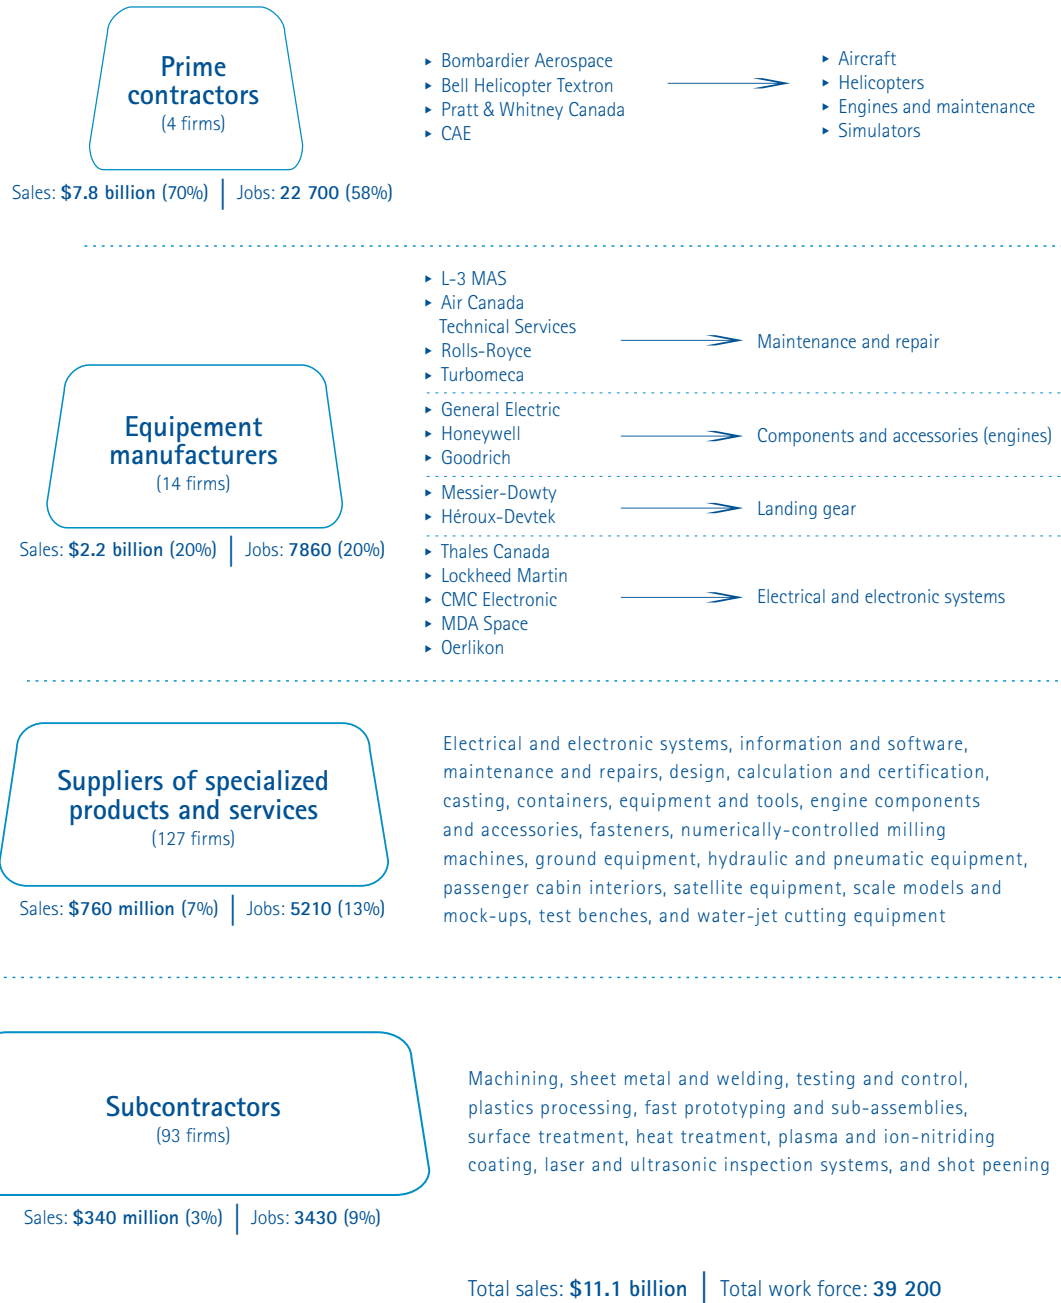 Prime
contractors
(4 firms)
Sales: $7.8 billion (70%) | Jobs: 22 700 (58%)
‣ Bombardier Aerospace
‣ Bell Helicopter Textron
‣ Pratt & Whitney Canada
‣ CAE
‣ Aircraft
‣ Helicopters
‣ Engines and maintenance
‣ Simulators
Equipement
manufacturers
(14 firms)
Sales: $2.2 billion (20%) | Jobs: 7860 (20%)
‣ L-3 MAS
‣ Air Canada
Technical Services
‣ Rolls-Royce
‣ Turbomeca
Maintenance and repair
‣ General Electric
‣ Honeywell
‣ Goodrich
Components and accessories (engines)
‣ Messier-Dowty
‣ Héroux-Devtek
Landing gear
‣ Thales Canada
‣ Lockheed Martin
‣ CMC Electronic
‣ MDA Space
‣ Oerlikon
Electrical and electronic systems
Suppliers of specialized
products and services
(127 firms)
Sales: $760 million (7%) | Jobs: 5210 (13%)
Electrical and electronic systems, information and software,
maintenance and repairs, design, calculation and certification,
casting, containers, equipment and tools, engine components
and accessories, fasteners, numerically-controlled milling
machines, ground equipment, hydraulic and pneumatic equipment,
passenger cabin interiors, satellite equipment, scale models and
mock-ups, test benches, and water-jet cutting equipment
Subcontractors
(93 firms)
Sales: $340 million (3%) | Jobs: 3430 (9%)
Machining, sheet metal and welding, testing and control,
plastics processing, fast prototyping and sub-assemblies,
surface treatment, heat treatment, plasma and ion-nitriding
coating, laser and ultrasonic inspection systems, and shot peening
Total sales: $11.1 billion | Total work force: 39 200